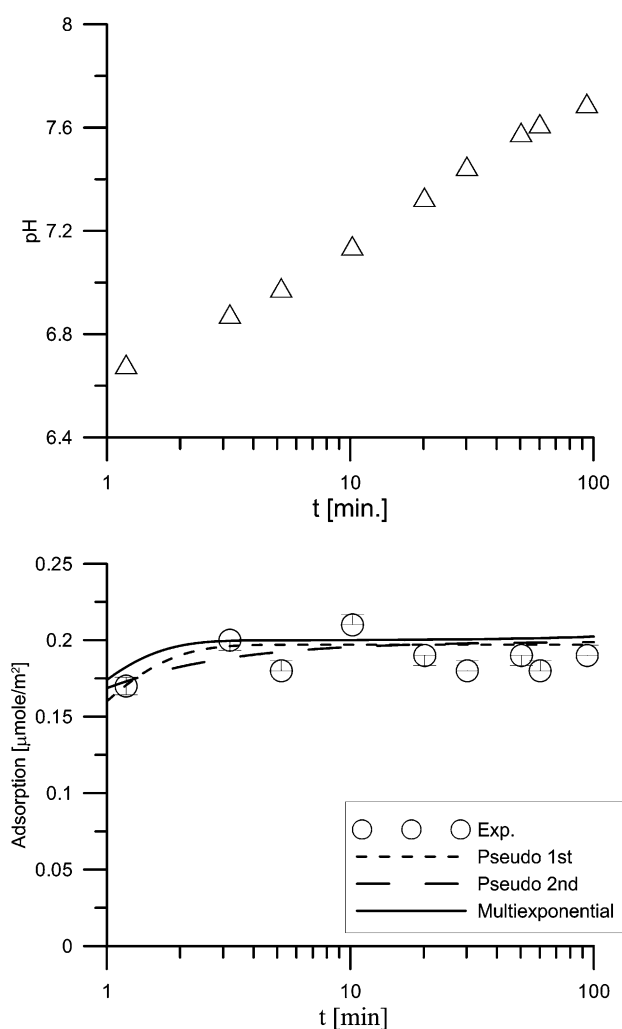 8
7.6
7.2
6.8
6.4
pH
1
10
100
t [min.]
0.25
0.2
0.15
0.1
0.05
0
Adsorption [μmole/m²]
Exp.
Pseudo 1st
Pseudo 2nd
Multiexponential
1
10
100
t [min]